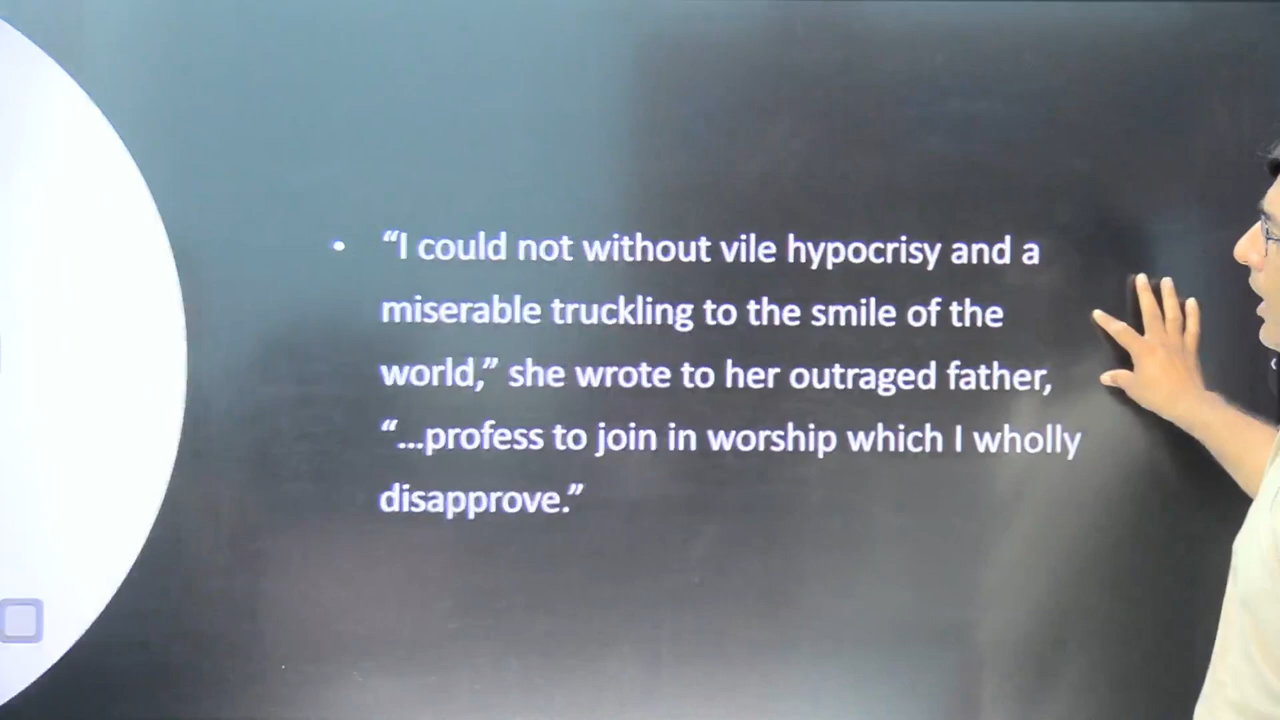 • “I could not without vile hypocrisy and a
miserable truckling to the smile of the
world,” she wrote to her outraged father,
“...profess to join in worship which I wholly
disapprove.”